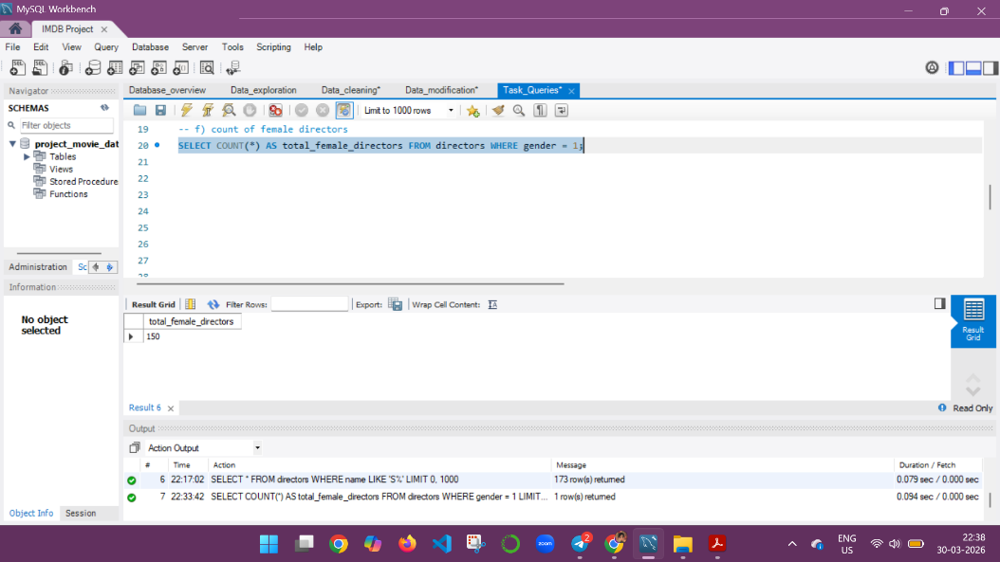 MySQL Workbench
IMDB Project
File Edit View Query Database Server Tools Scripting Help
Navigator
SCHEMAS
Filter objects
project_movie_dat
Tables
Views
Stored Procedure
Functions
Administration Sc
Information
No object
selected
Object Info Session
Database_overview Data_exploration Data_cleaning* Data_modification* Task_Queries*
Limit to 1000 rows
19 -- f) count of female directors
20 SELECT COUNT(*) AS total_female_directors FROM directors WHERE gender = 1;
21
22
23
24
25
26
27
28
Result Grid Filter Rows: Export: Wrap Cell Content:
total_female_directors
150
Result
Grid
Result 6 Read Only
Output
Action Output
# Time Action Message Duration / Fetch
6 22:17:02 SELECT * FROM directors WHERE name LIKE 'S%' LIMIT 0, 1000 173 row(s) returned 0.079 sec / 0.000 sec
7 22:33:42 SELECT COUNT(*) AS total_female_directors FROM directors WHERE gender = 1 LIMIT... 1 row(s) returned 0.094 sec / 0.000 sec
zoom
2
ENG
US
22:38
30-03-2026